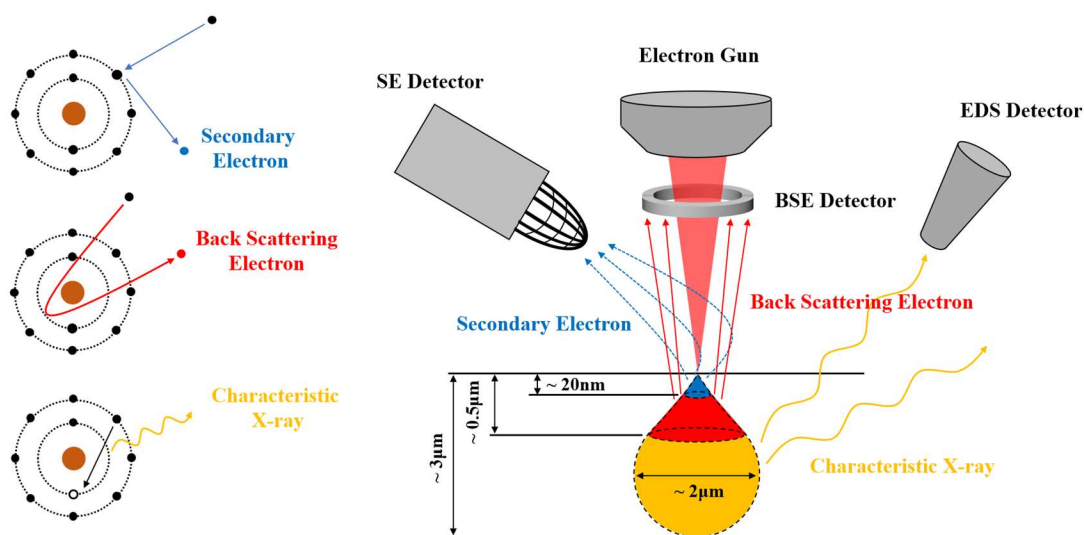 Secondary
Electron
Back Scattering
Electron
Characteristic
X-ray
Electron Gun
SE Detector
EDS Detector
BSE Detector
Secondary Electron
Back Scattering Electron
~ 20nm
~ 0.5μm
~ 3μm
~ 2μm
Characteristic X-ray